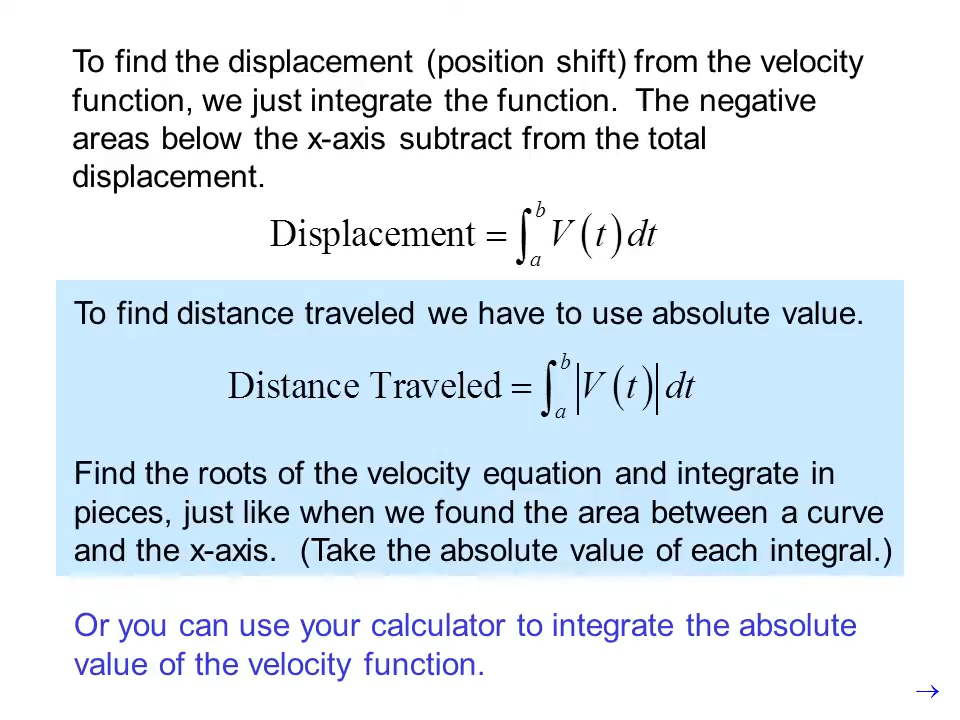 To find the displacement (position shift) from the velocity
function, we just integrate the function.  The negative
areas below the x-axis subtract from the total
displacement.
Displacement = ∫_a^b V(t) dt
To find distance traveled we have to use absolute value.
Distance Traveled = ∫_a^b |V(t)| dt
Find the roots of the velocity equation and integrate in
pieces, just like when we found the area between a curve
and the x-axis.   (Take the absolute value of each integral.)
Or you can use your calculator to integrate the absolute
value of the velocity function.
→